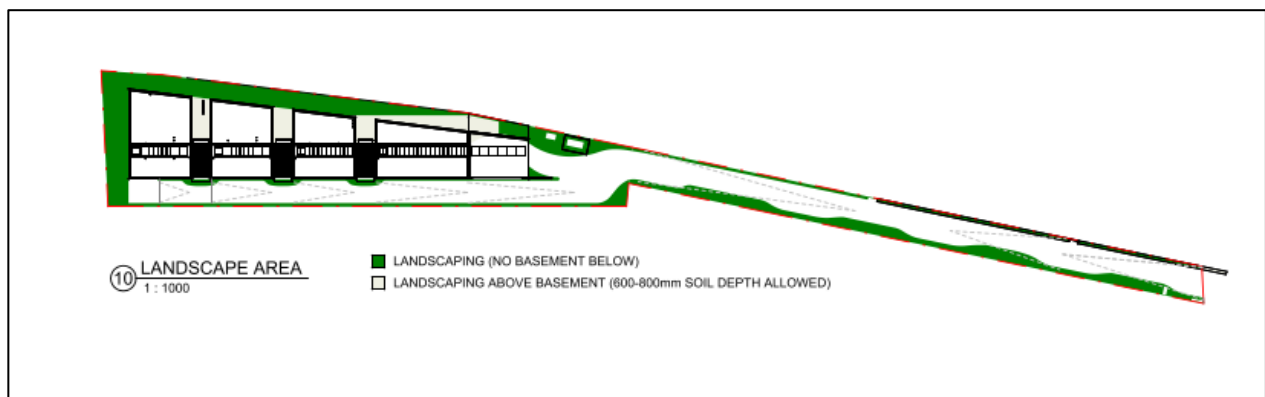 10 LANDSCAPE AREA
1 : 1000
LANDSCAPING (NO BASEMENT BELOW)
LANDSCAPING ABOVE BASEMENT (600-800mm SOIL DEPTH ALLOWED)